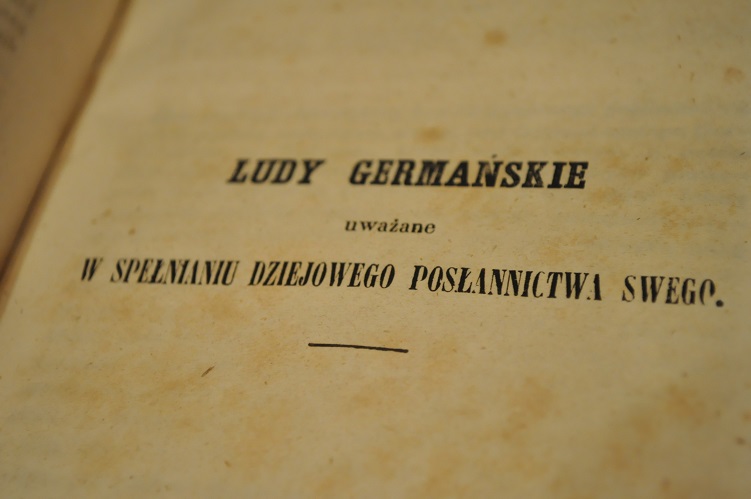 LUDY GERMAŃSKIE
uważane
W SPEŁNIANIU DZIEJOWEGO POSŁANNICTWA SWEGO.